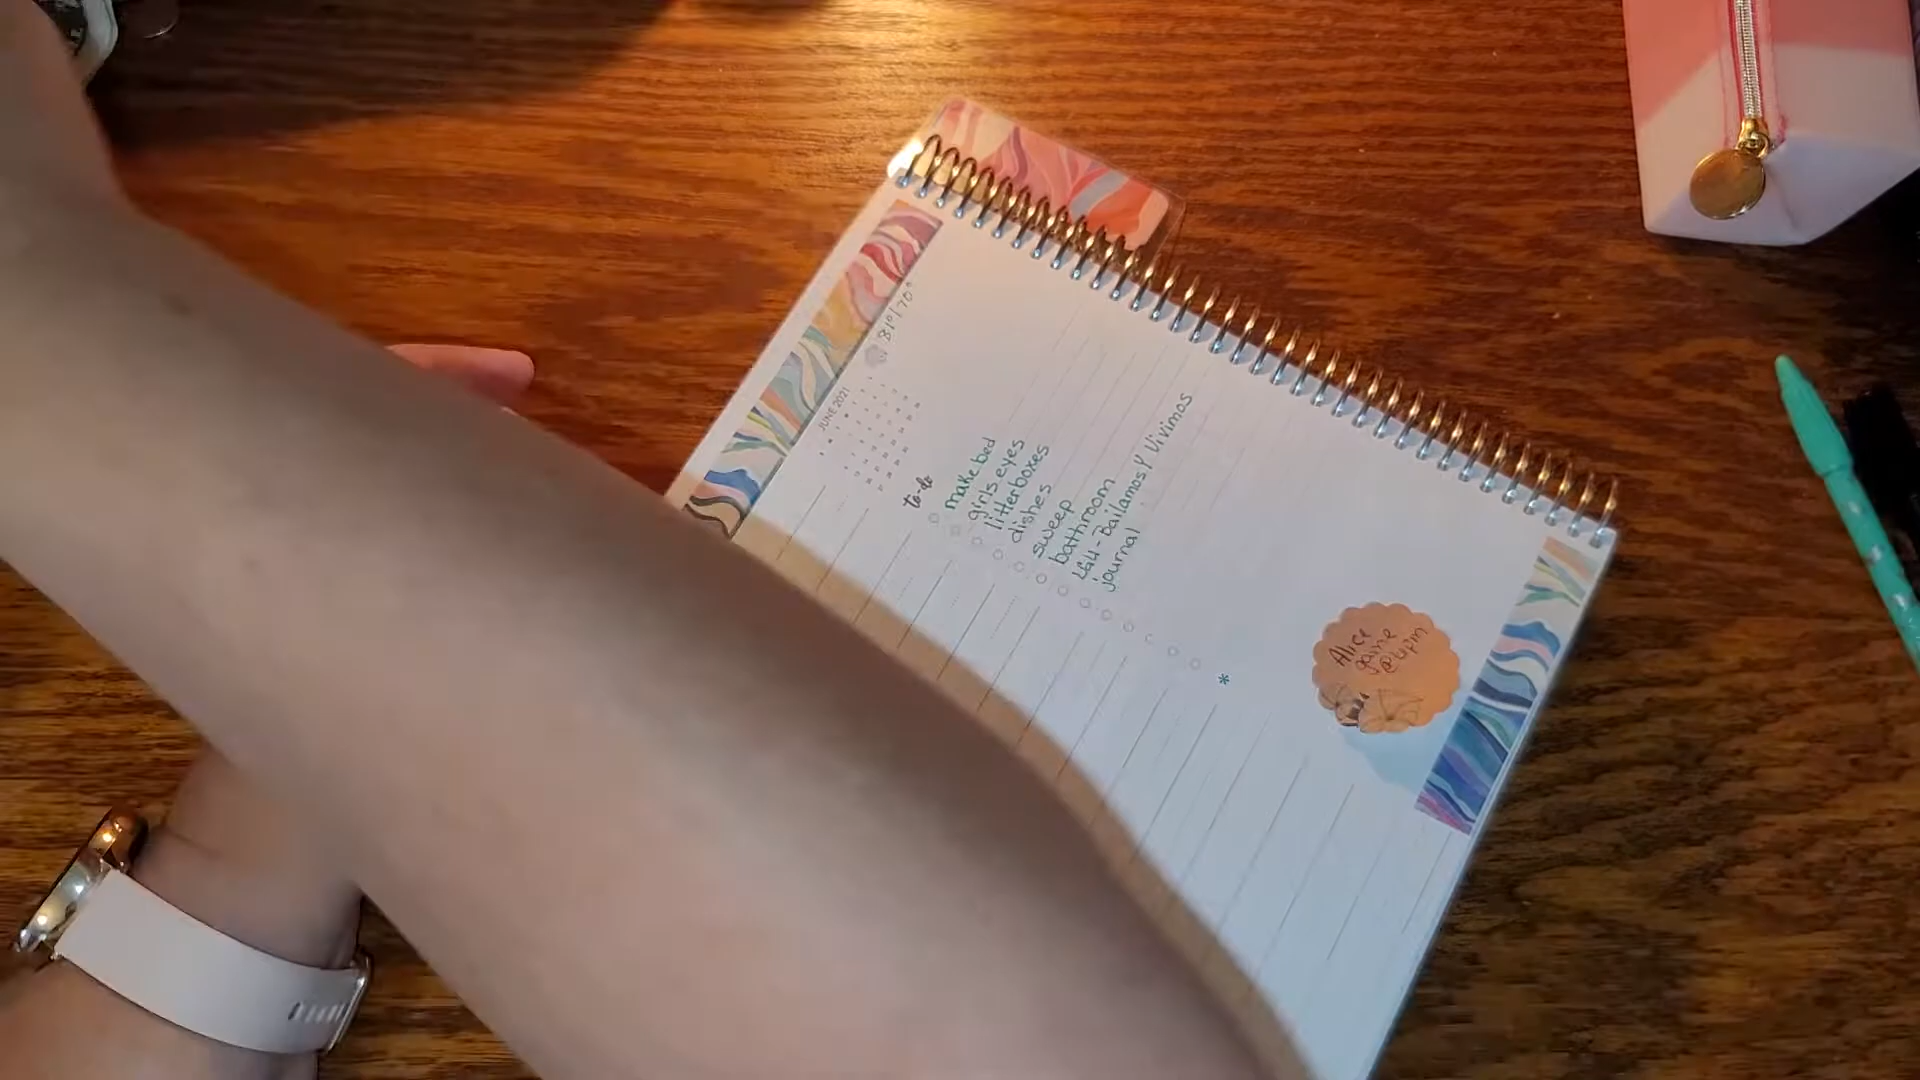 81°/70°
JUNE 2021
to-do
make bed
girls eyes
litterboxes
dishes
sweep
bathroom
LGH - Bailamos Y Vivimos
journal
*
Alice
game
@6pm